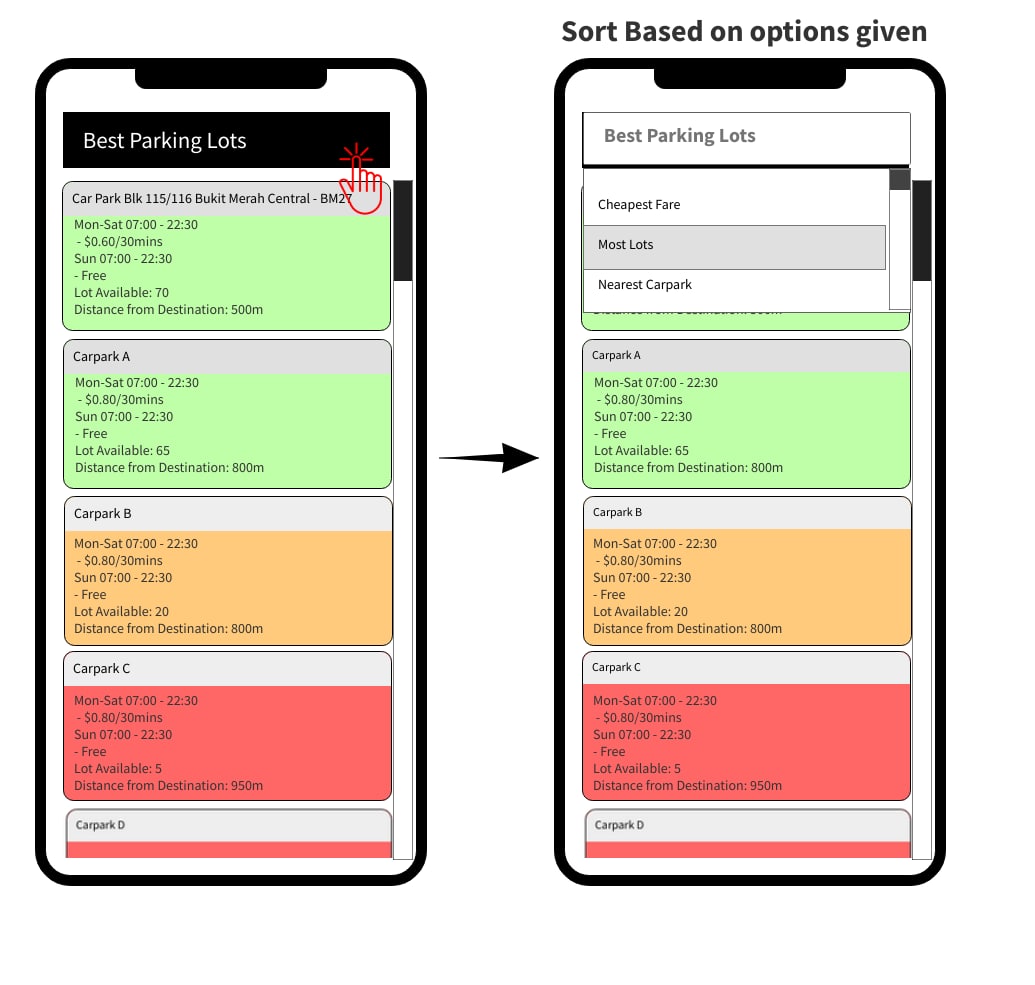 Sort Based on options given
Best Parking Lots
Car Park Blk 115/116 Bukit Merah Central - BM27
Mon-Sat 07:00 - 22:30
- $0.60/30mins
Sun 07:00 - 22:30
- Free
Lot Available: 70
Distance from Destination: 500m
Carpark A
Mon-Sat 07:00 - 22:30
- $0.80/30mins
Sun 07:00 - 22:30
- Free
Lot Available: 65
Distance from Destination: 800m
Carpark B
Mon-Sat 07:00 - 22:30
- $0.80/30mins
Sun 07:00 - 22:30
- Free
Lot Available: 20
Distance from Destination: 800m
Carpark C
Mon-Sat 07:00 - 22:30
- $0.80/30mins
Sun 07:00 - 22:30
- Free
Lot Available: 5
Distance from Destination: 950m
Carpark D
Best Parking Lots
Cheapest Fare
Most Lots
Nearest Carpark
Carpark A
Mon-Sat 07:00 - 22:30
- $0.80/30mins
Sun 07:00 - 22:30
- Free
Lot Available: 65
Distance from Destination: 800m
Carpark B
Mon-Sat 07:00 - 22:30
- $0.80/30mins
Sun 07:00 - 22:30
- Free
Lot Available: 20
Distance from Destination: 800m
Carpark C
Mon-Sat 07:00 - 22:30
- $0.80/30mins
Sun 07:00 - 22:30
- Free
Lot Available: 5
Distance from Destination: 950m
Carpark D